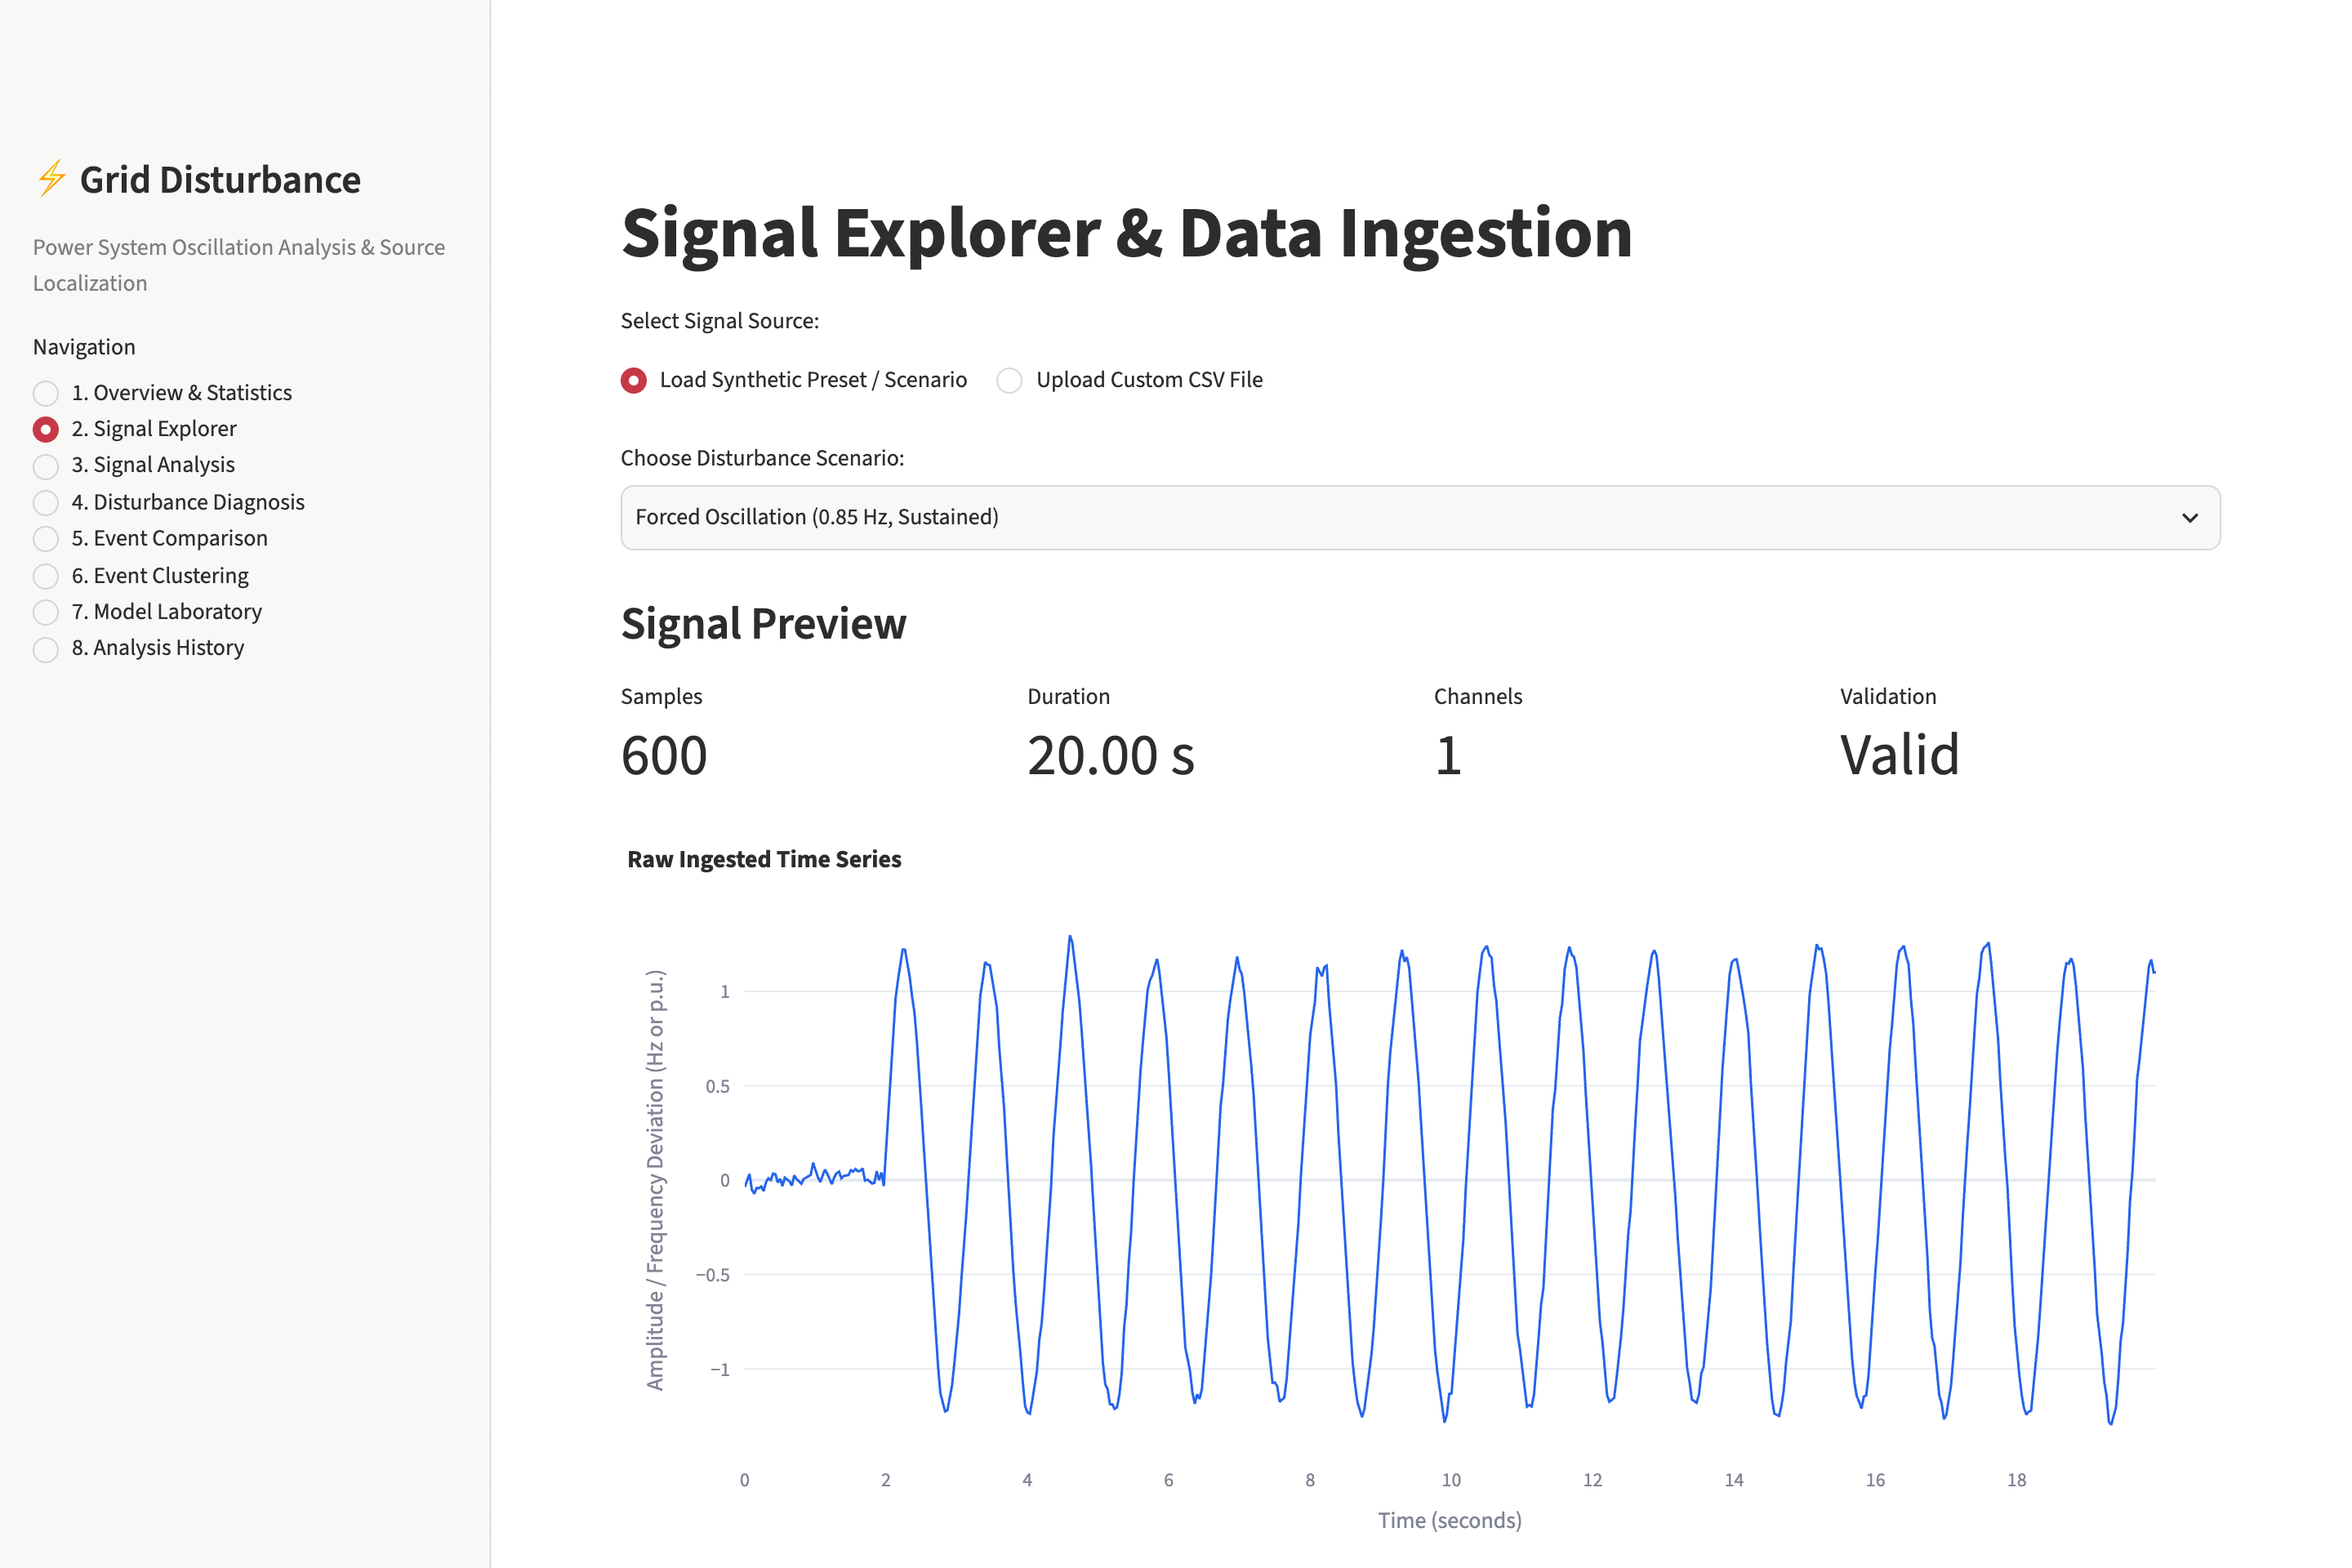 ⚡ Grid Disturbance
Power System Oscillation Analysis & Source
Localization
Navigation
1. Overview & Statistics
2. Signal Explorer
3. Signal Analysis
4. Disturbance Diagnosis
5. Event Comparison
6. Event Clustering
7. Model Laboratory
8. Analysis History
Signal Explorer & Data Ingestion
Select Signal Source:
Load Synthetic Preset / Scenario Upload Custom CSV File
Choose Disturbance Scenario:
Forced Oscillation (0.85 Hz, Sustained)
Signal Preview
Samples Duration Channels Validation
600 20.00 s 1 Valid
Raw Ingested Time Series
Amplitude / Frequency Deviation (Hz or p.u.)
1
0.5
0
−0.5
−1
0 2 4 6 8 10 12 14 16 18
Time (seconds)